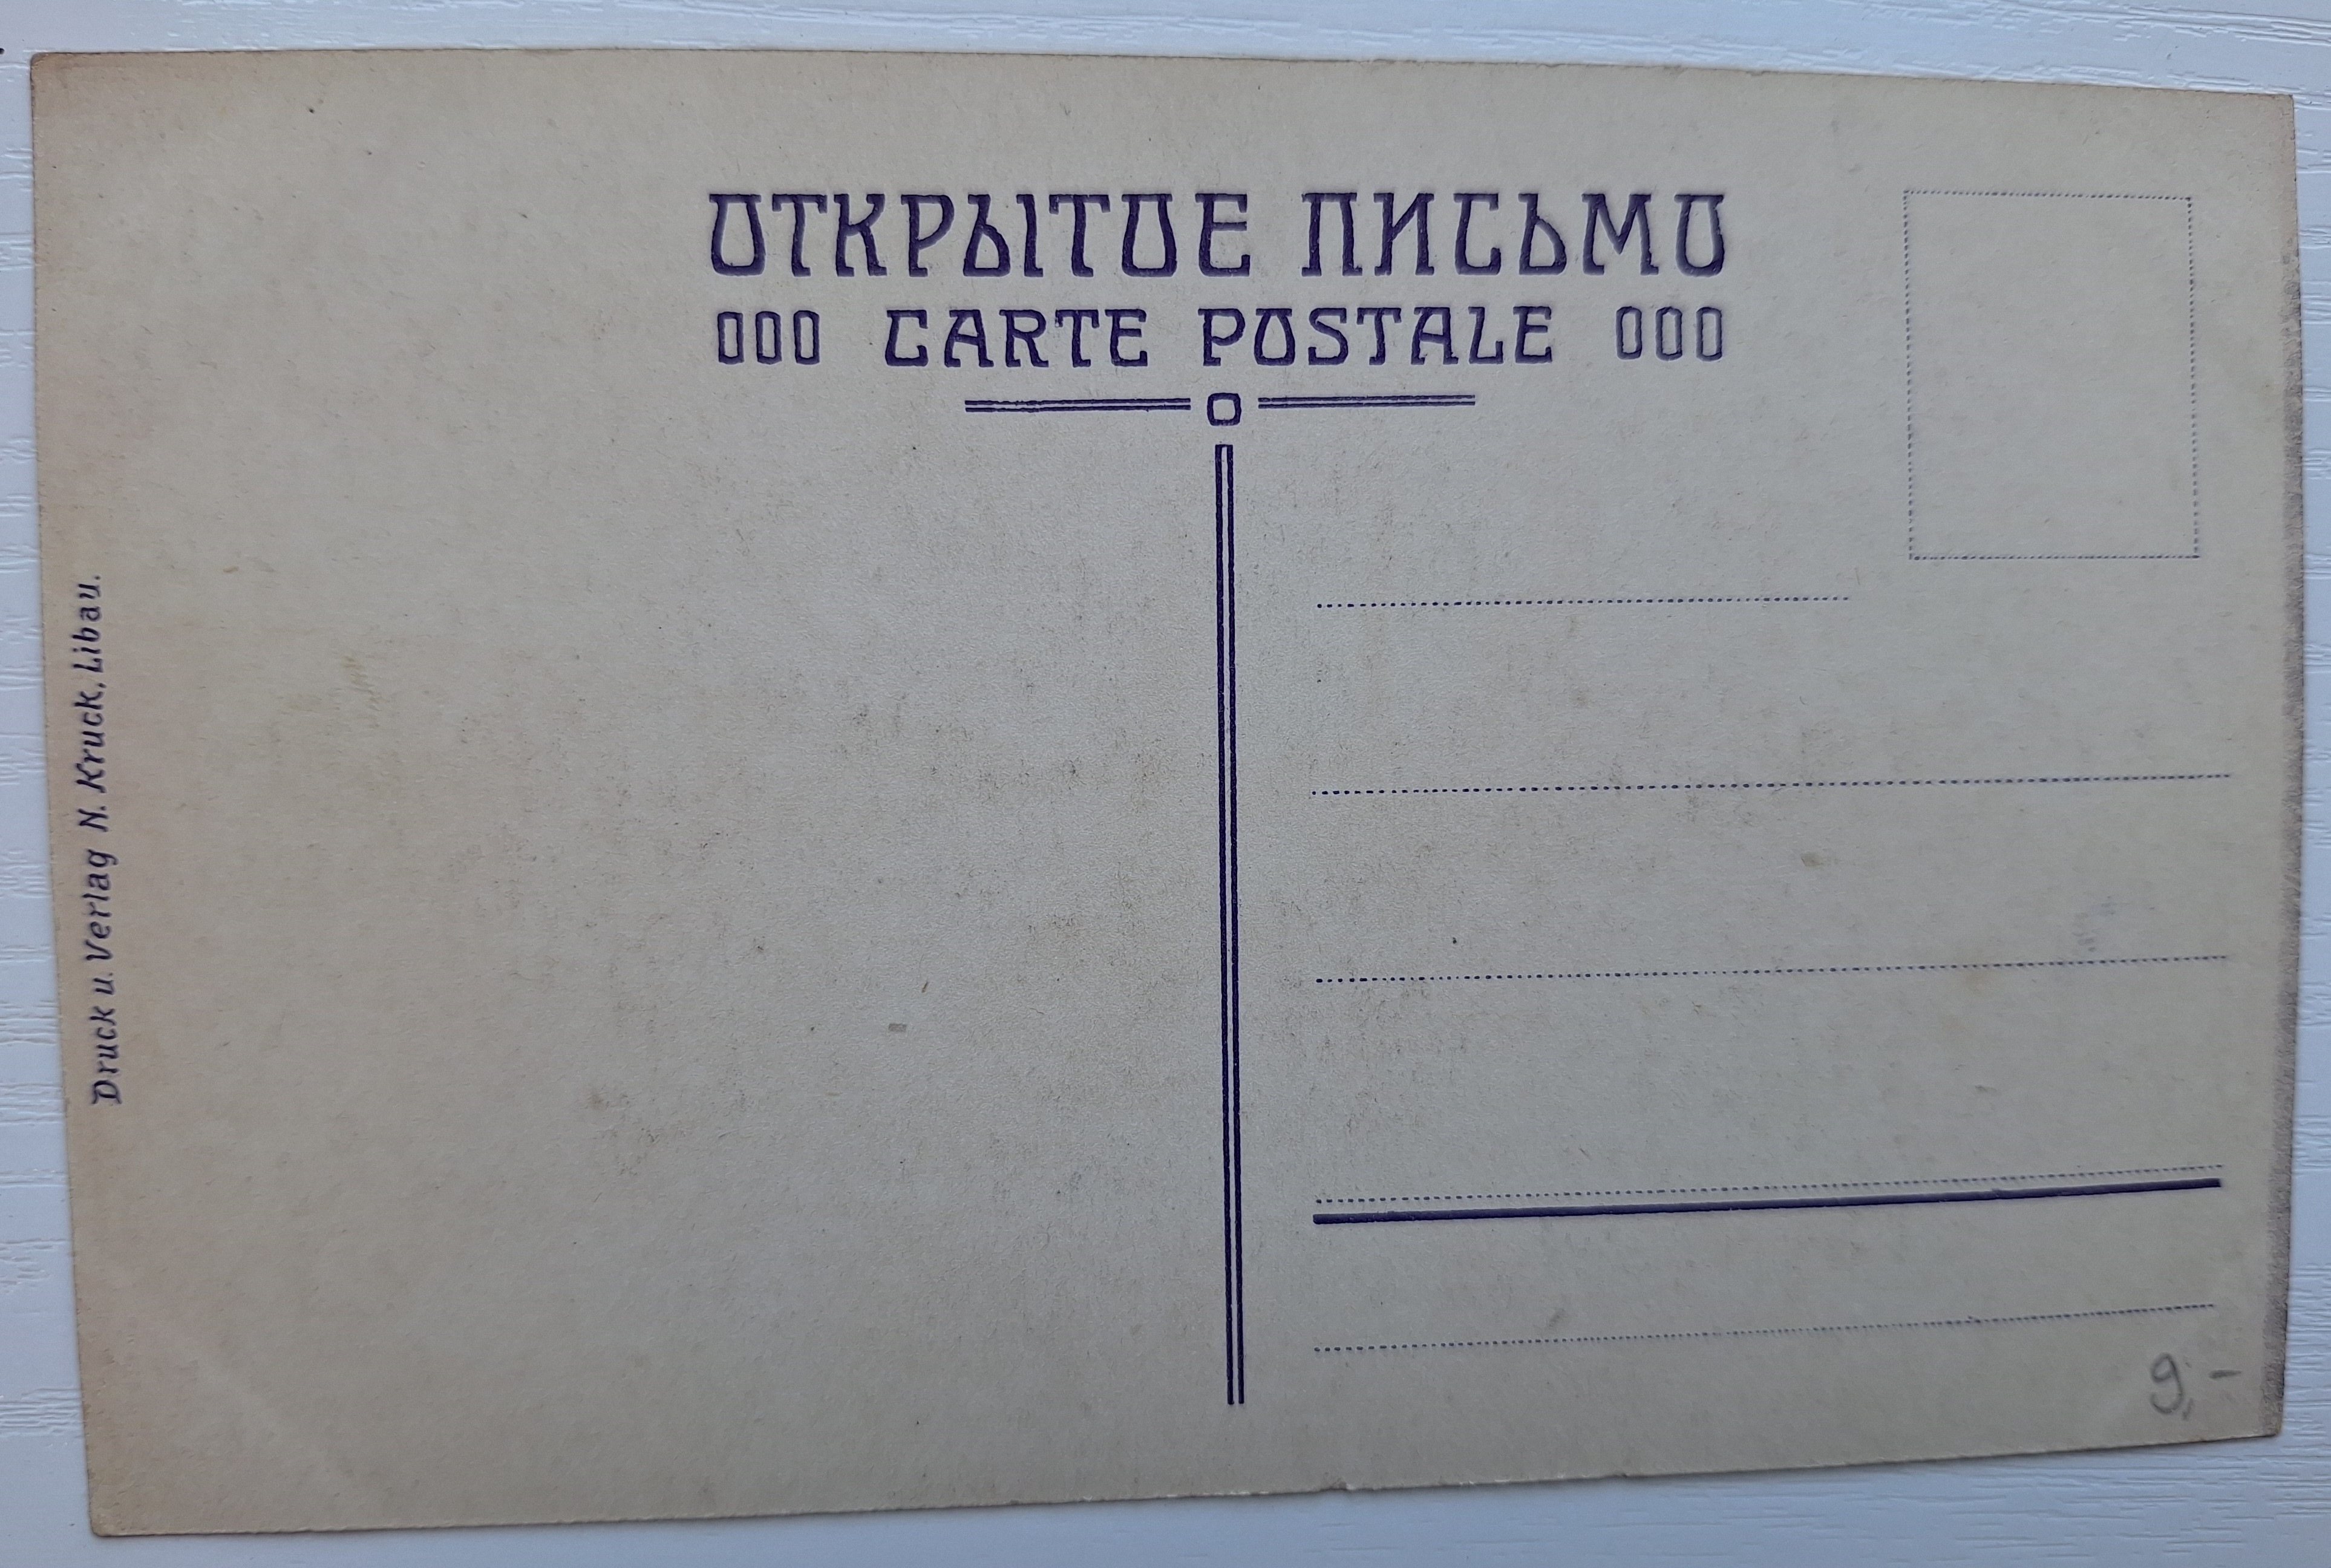 ОТКРЫТОЕ ПИСЬМО
000 CARTE POSTALE 000
Druck u. Verlag N. Kruck, Libau.
9,-